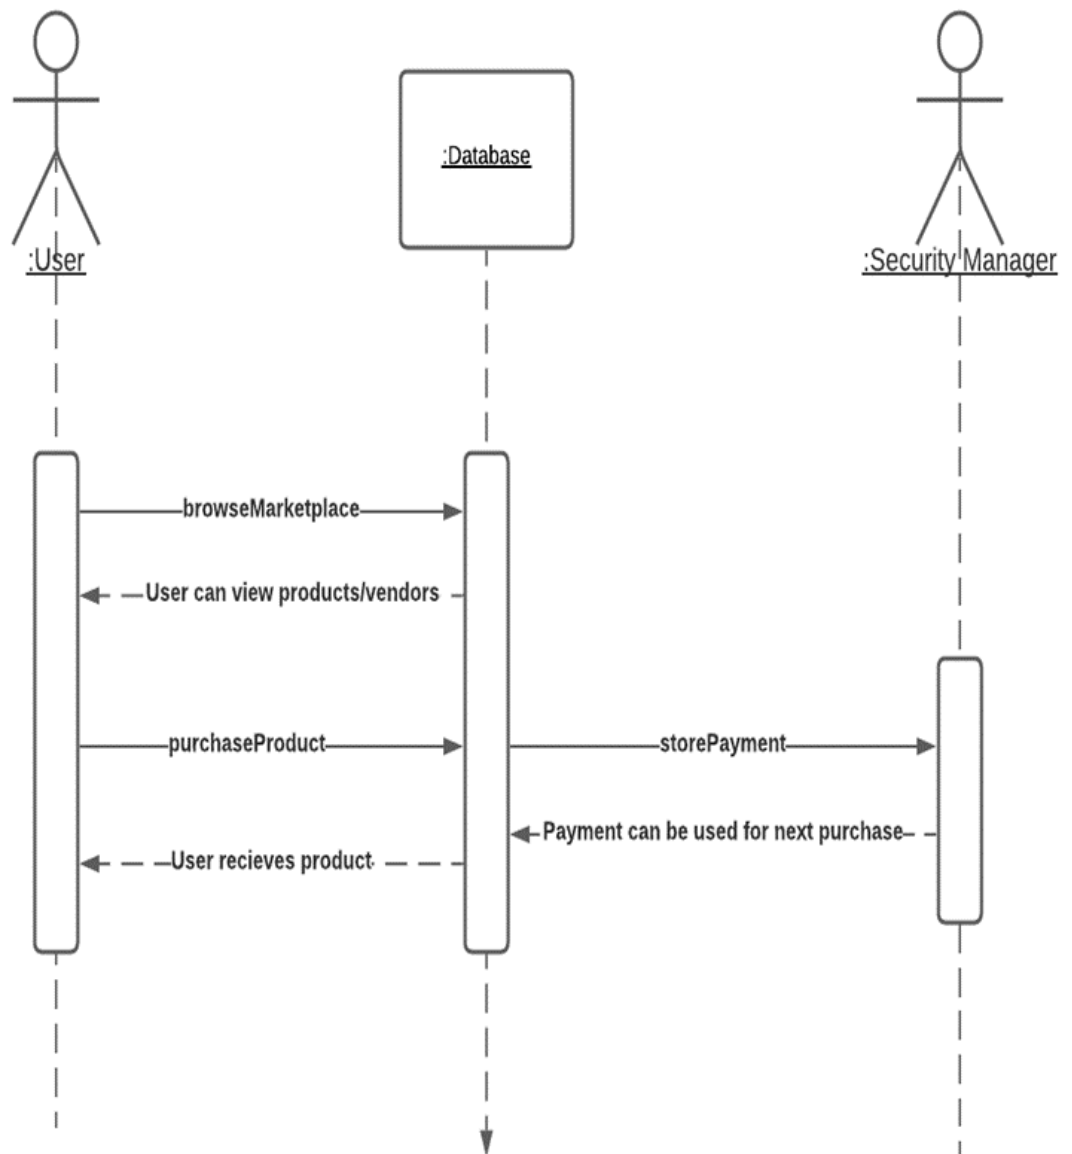 :Database
:User
:Security Manager
browseMarketplace
User can view products/vendors
purchaseProduct
storePayment
Payment can be used for next purchase
User recieves product